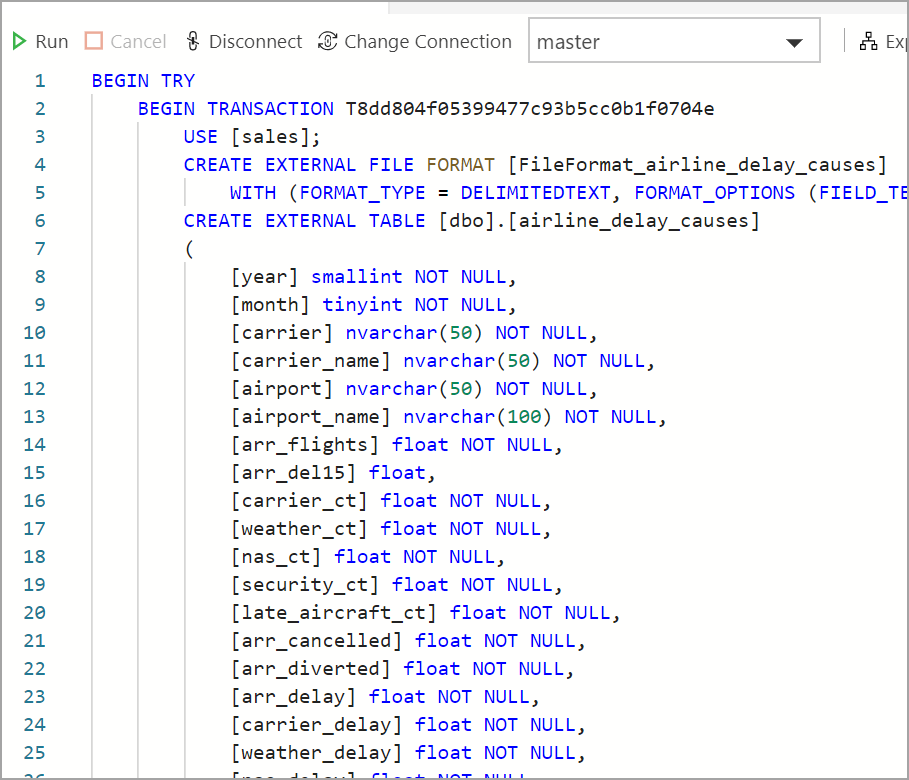 Run Cancel Disconnect Change Connection master
1 BEGIN TRY
2 BEGIN TRANSACTION T8dd804f05399477c93b5cc0b1f0704e
3 USE [sales];
4 CREATE EXTERNAL FILE FORMAT [FileFormat_airline_delay_causes]
5 WITH (FORMAT_TYPE = DELIMITEDTEXT, FORMAT_OPTIONS (FIELD_TE
6 CREATE EXTERNAL TABLE [dbo].[airline_delay_causes]
7 (
8 [year] smallint NOT NULL,
9 [month] tinyint NOT NULL,
10 [carrier] nvarchar(50) NOT NULL,
11 [carrier_name] nvarchar(50) NOT NULL,
12 [airport] nvarchar(50) NOT NULL,
13 [airport_name] nvarchar(100) NOT NULL,
14 [arr_flights] float NOT NULL,
15 [arr_del15] float,
16 [carrier_ct] float NOT NULL,
17 [weather_ct] float NOT NULL,
18 [nas_ct] float NOT NULL,
19 [security_ct] float NOT NULL,
20 [late_aircraft_ct] float NOT NULL,
21 [arr_cancelled] float NOT NULL,
22 [arr_diverted] float NOT NULL,
23 [arr_delay] float NOT NULL,
24 [carrier_delay] float NOT NULL,
25 [weather_delay] float NOT NULL,